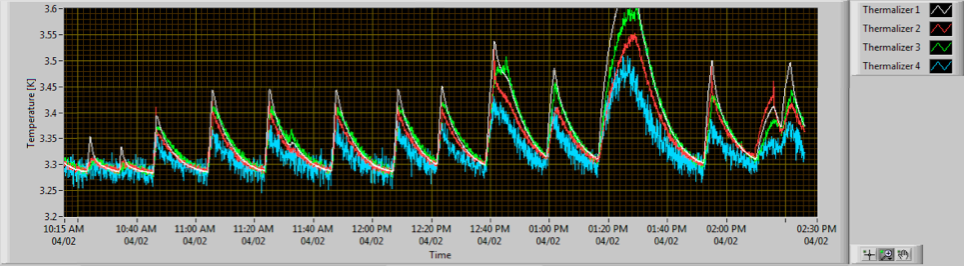 3.6
3.55
3.5
3.45
3.4
3.35
3.3
3.25
3.2
Temperature [K]
10:15 AM 10:40 AM 11:00 AM 11:20 AM 11:40 AM 12:00 PM 12:20 PM 12:40 PM 01:00 PM 01:20 PM 01:40 PM 02:00 PM 02:30 PM
04/02 04/02 04/02 04/02 04/02 04/02 04/02 04/02 04/02 04/02 04/02 04/02 04/02
Time
Thermalizer 1
Thermalizer 2
Thermalizer 3
Thermalizer 4